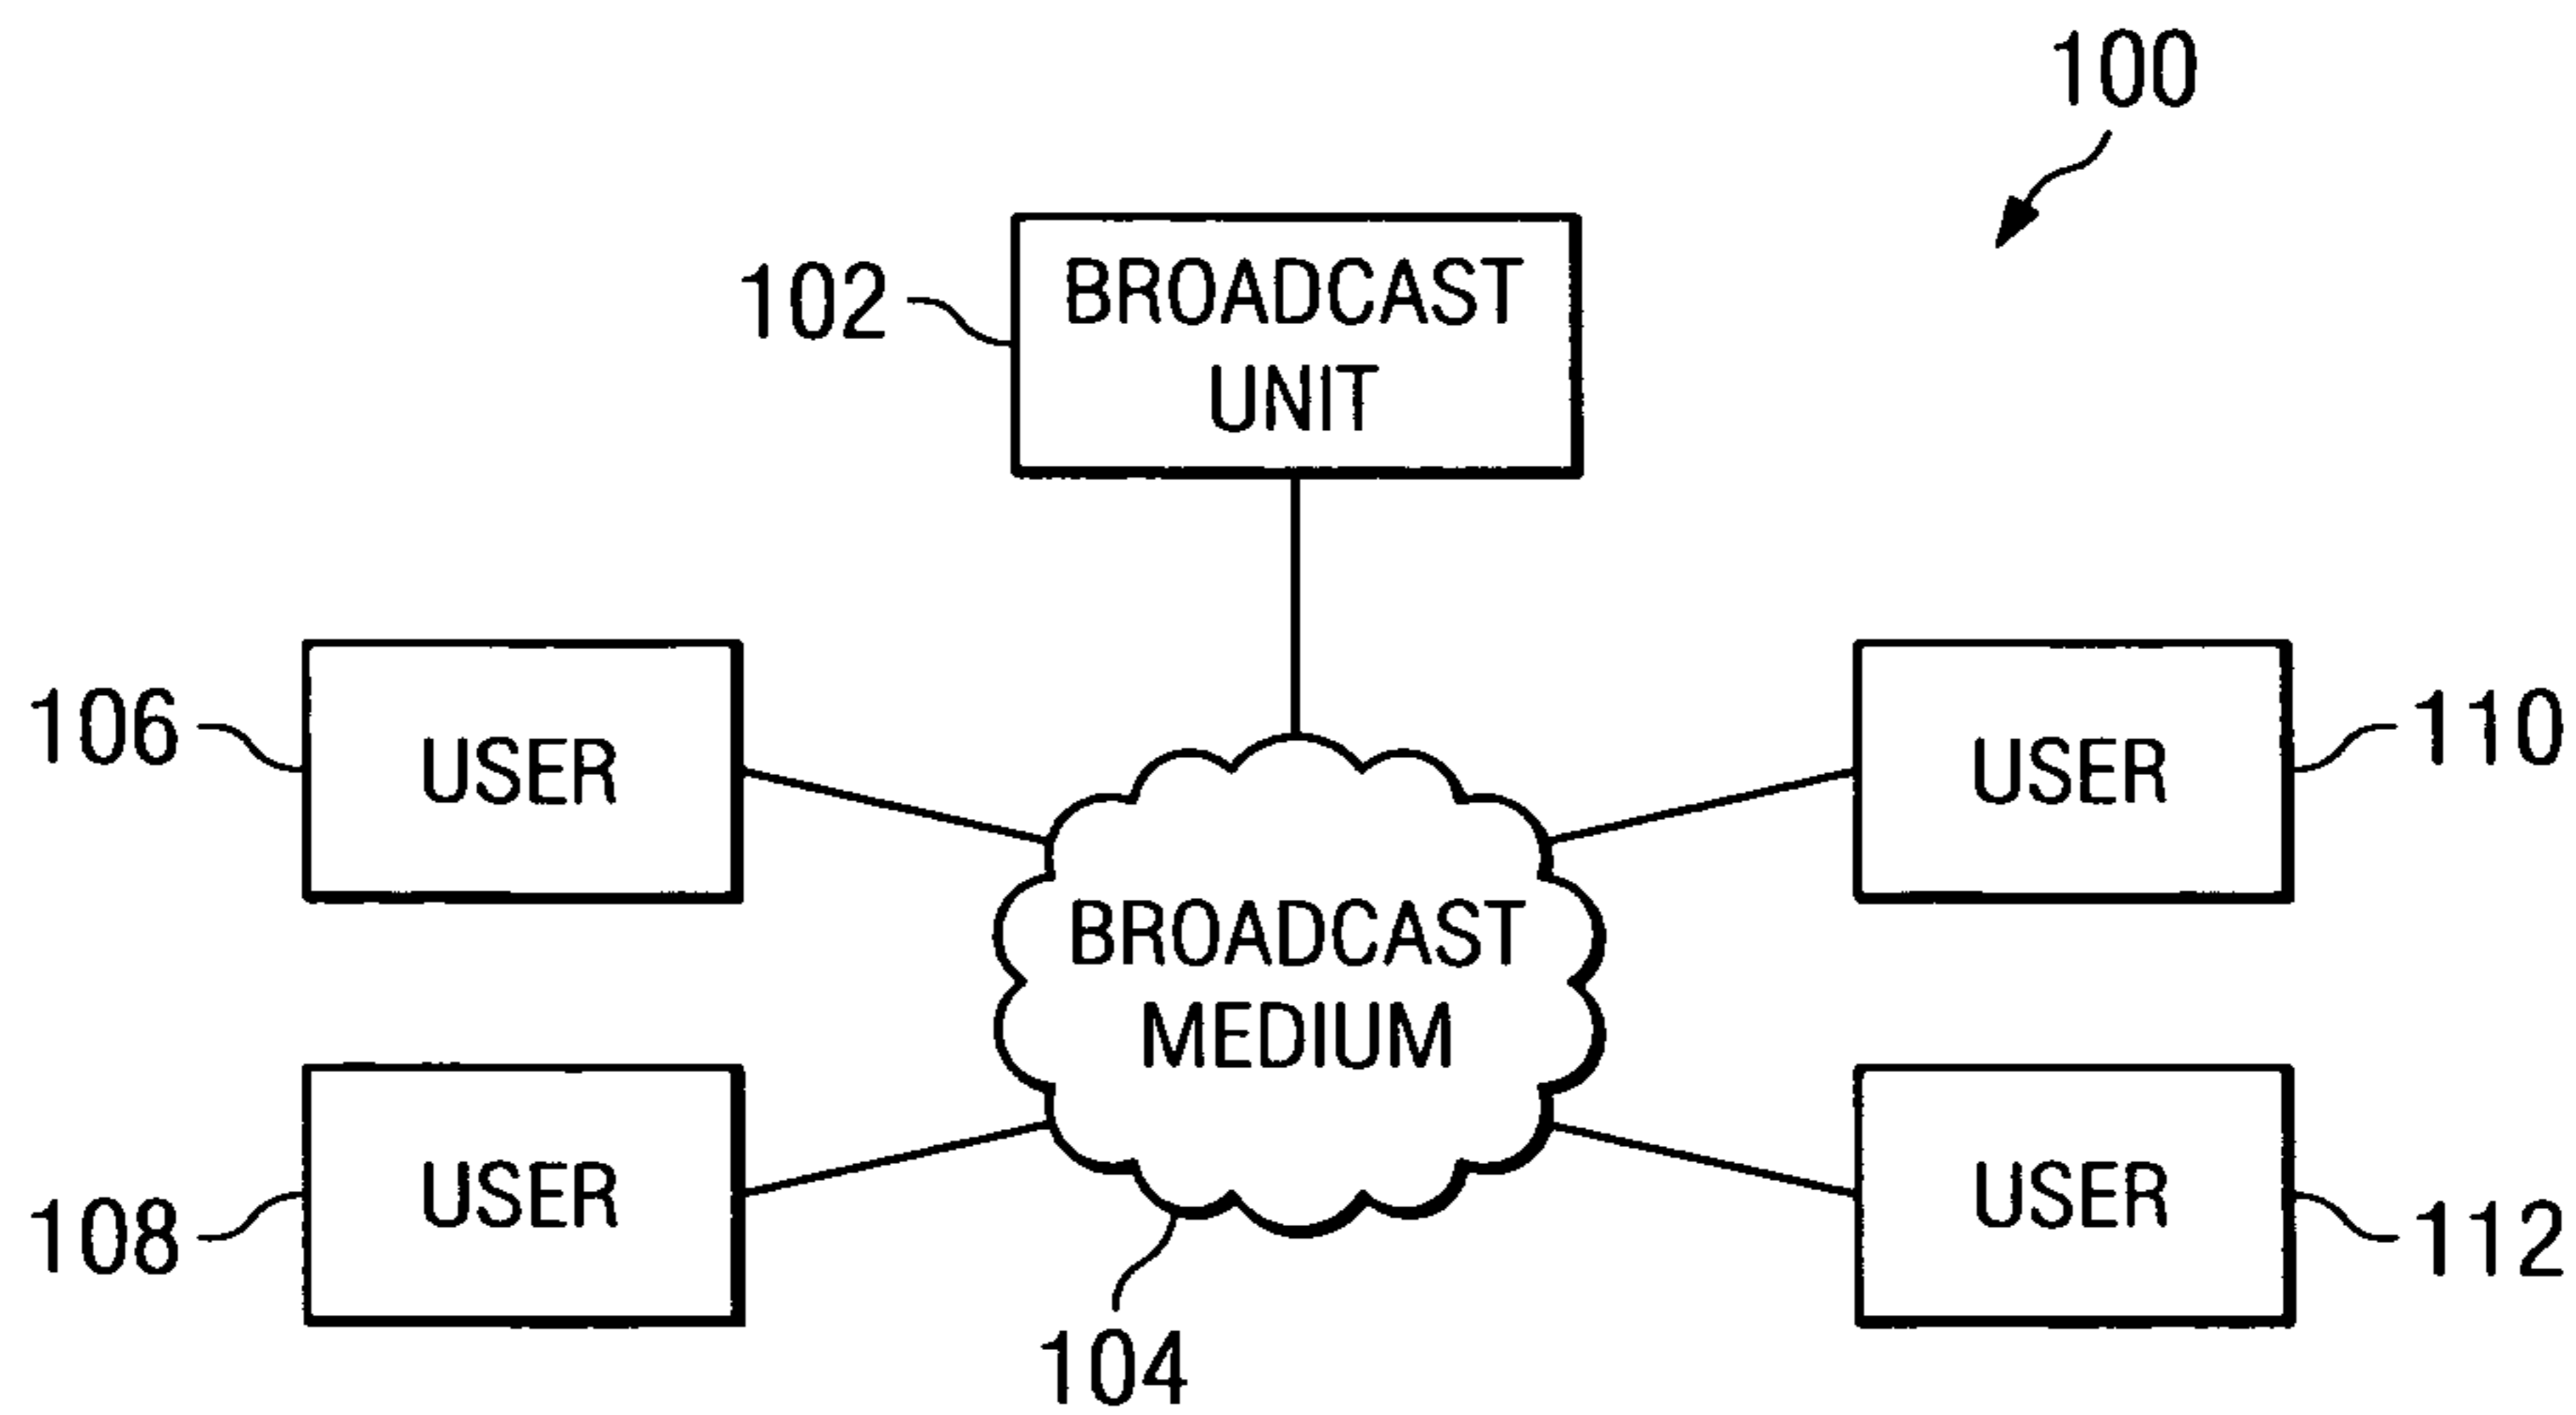 100
102
BROADCAST
UNIT
106
USER
USER
110
BROADCAST
MEDIUM
108
USER
USER
112
104